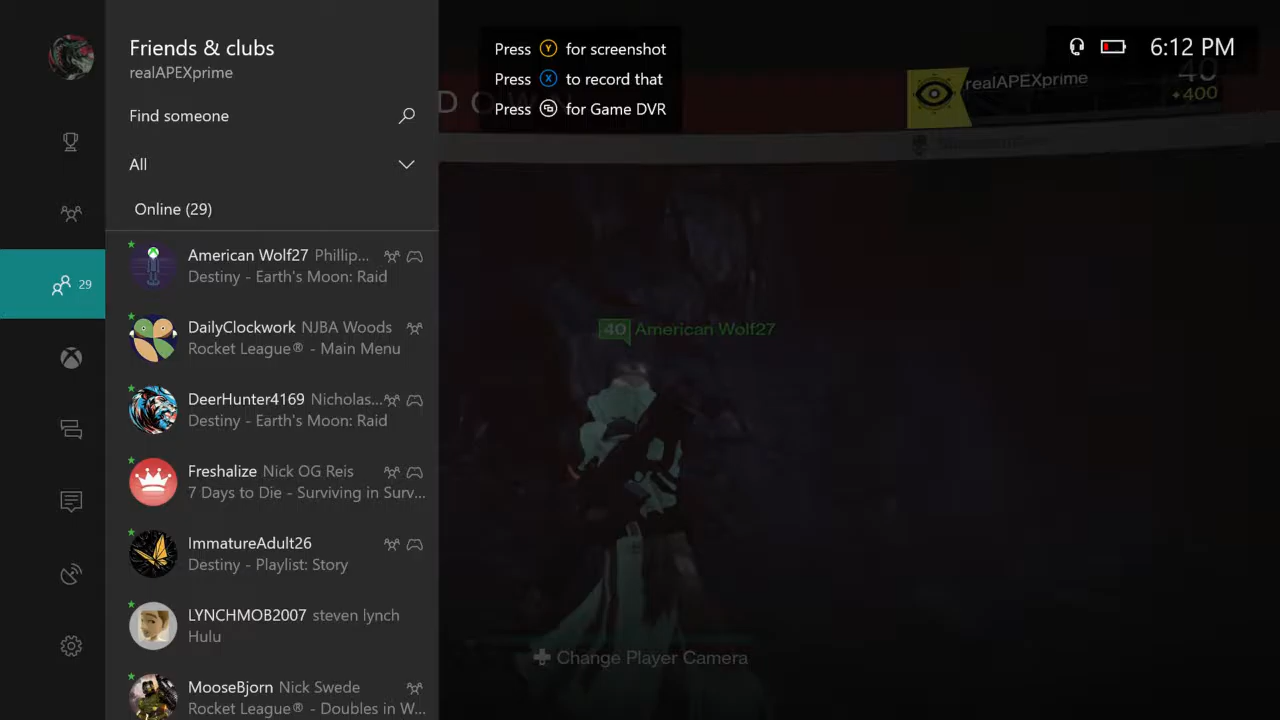 Friends & clubs
realAPEXprime
Find someone
All
Online (29)
29
American Wolf27 Phillip...
Destiny - Earth's Moon: Raid
DailyClockwork NJBA Woods
Rocket League® - Main Menu
DeerHunter4169 Nicholas...
Destiny - Earth's Moon: Raid
Freshalize Nick OG Reis
7 Days to Die - Surviving in Surv...
ImmatureAdult26
Destiny - Playlist: Story
LYNCHMOB2007 steven lynch
Hulu
MooseBjorn Nick Swede
Rocket League® - Doubles in W...
Press Y for screenshot
Press X to record that
Press for Game DVR
6:12 PM
realAPEXprime
40
+400
40 American Wolf27
Change Player Camera